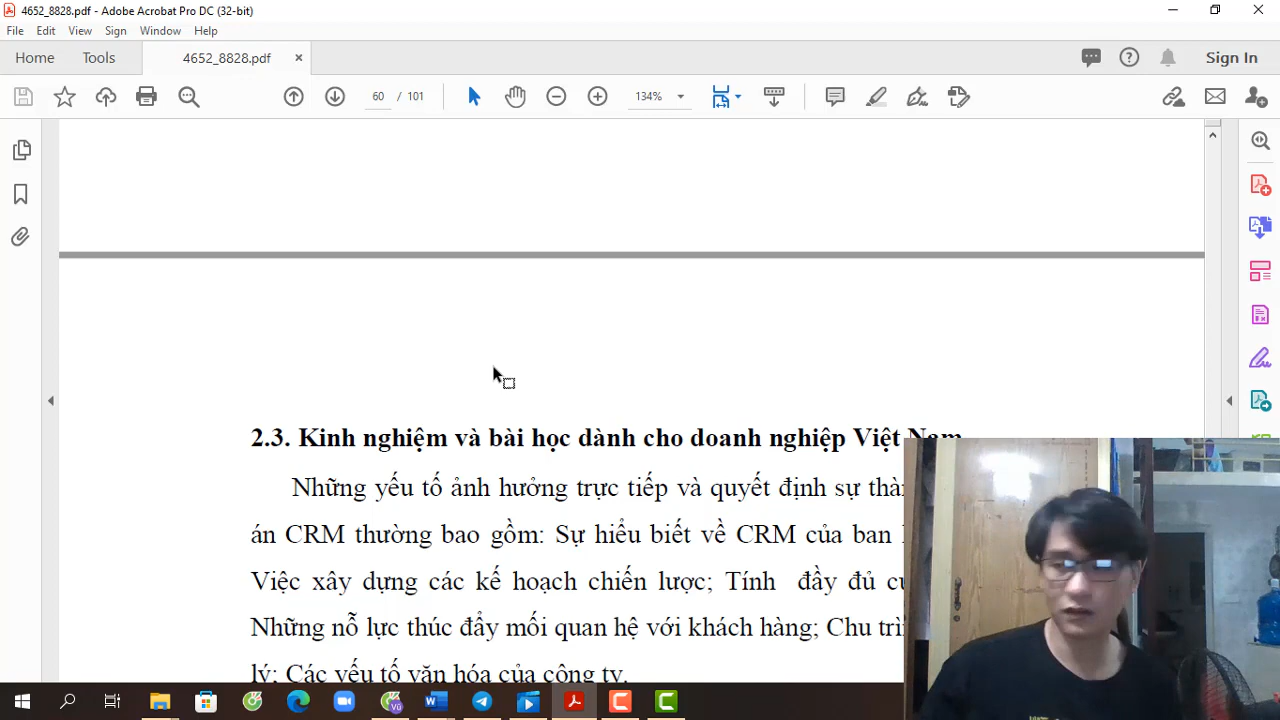 4652_8828.pdf - Adobe Acrobat Pro DC (32-bit)
File Edit View Sign Window Help
Home Tools 4652_8828.pdf × Sign In
60 / 101 134%
2.3. Kinh nghiệm và bài học dành cho doanh nghiệp Việt Nam
Những yếu tố ảnh hưởng trực tiếp và quyết định sự
án CRM thường bao gồm: Sự hiểu biết về CRM của ban
Việc xây dựng các kế hoạch chiến lược; Tính đầy đủ
Những nỗ lực thúc đẩy mối quan hệ với khách hàng; Chu
lý; Các yếu tố văn hóa của công ty.